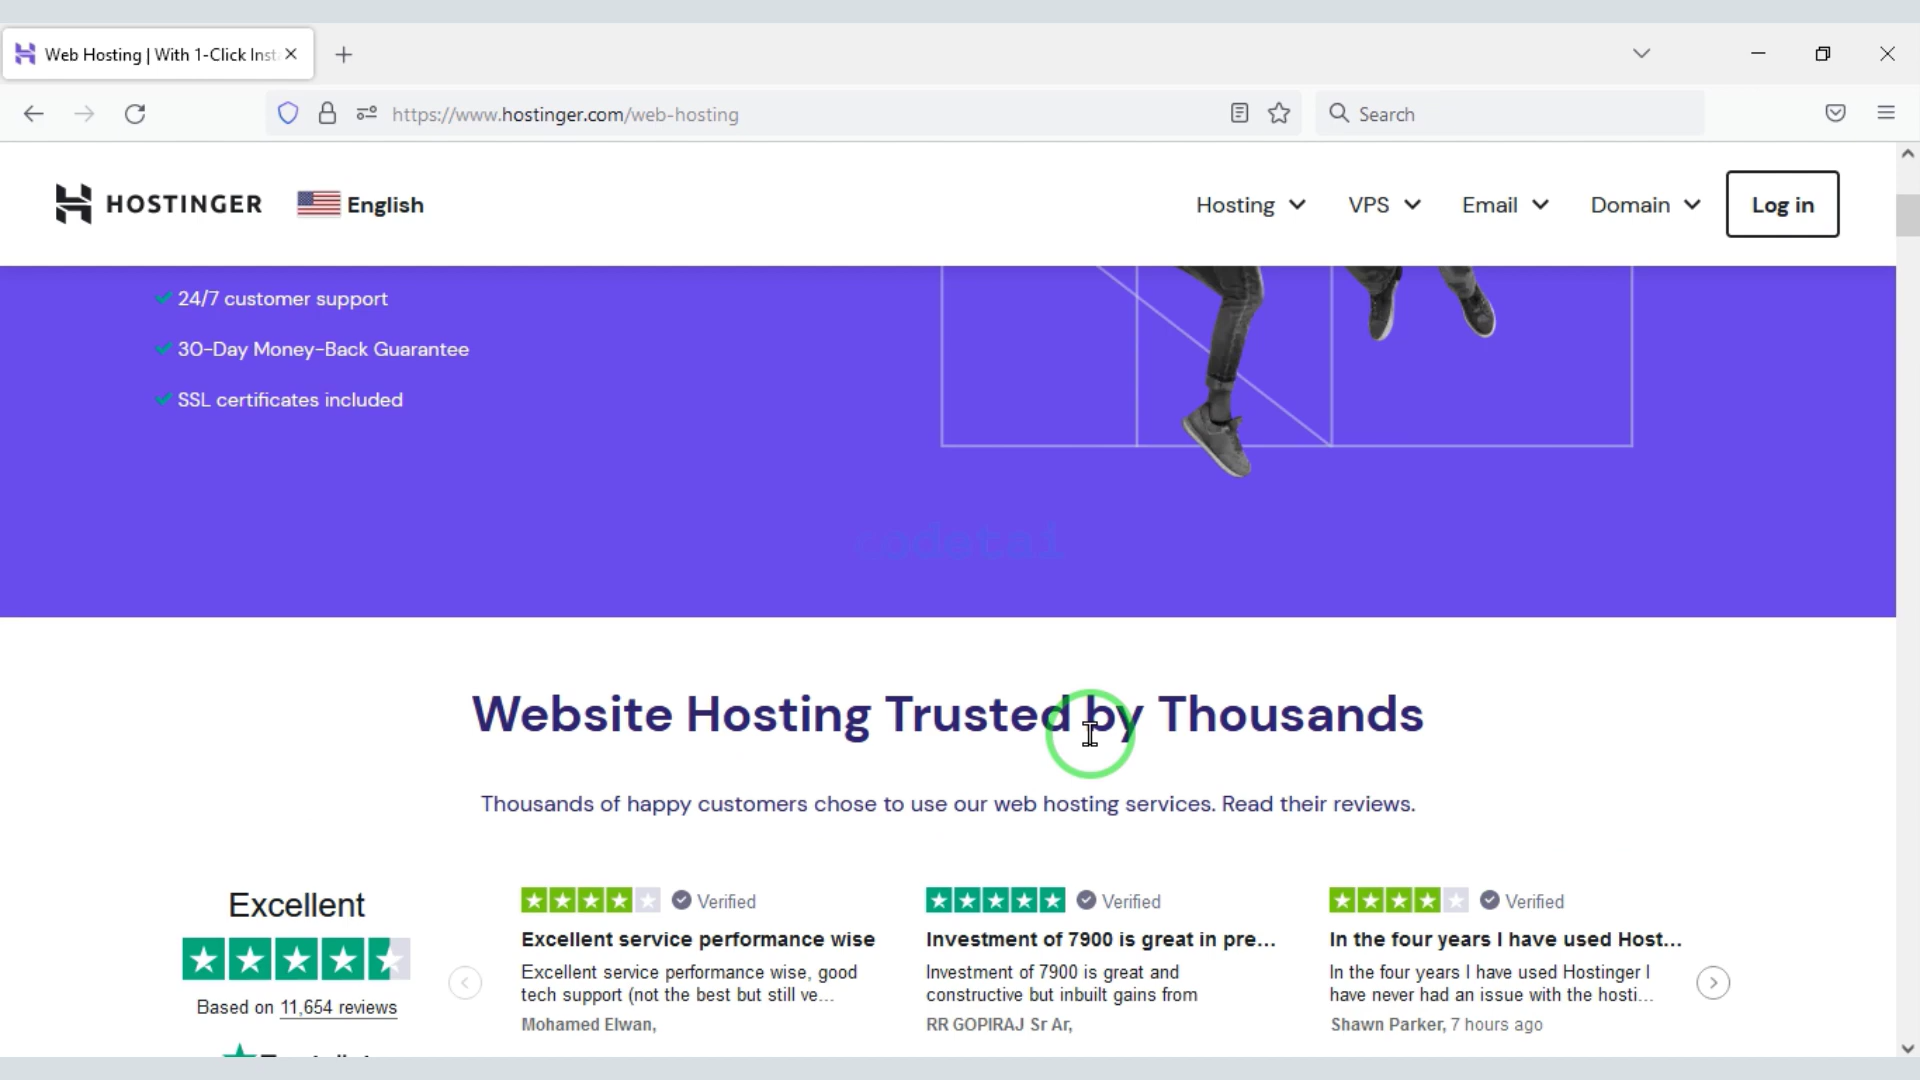 Web Hosting | With 1-Click Inst
https://www.hostinger.com/web-hosting
Search
HOSTINGER
English
Hosting
VPS
Email
Domain
Log in
24/7 customer support
30-Day Money-Back Guarantee
SSL certificates included
codetai
Website Hosting Trusted by Thousands
Thousands of happy customers chose to use our web hosting services. Read their reviews.
Excellent
Based on 11,654 reviews
Verified
Excellent service performance wise
Excellent service performance wise, good
tech support (not the best but still ve...
Mohamed Elwan,
Verified
Investment of 7900 is great in pre...
Investment of 7900 is great and
constructive but inbuilt gains from
RR GOPIRAJ Sr Ar,
Verified
In the four years I have used Host...
In the four years I have used Hostinger I
have never had an issue with the hosti...
Shawn Parker, 7 hours ago